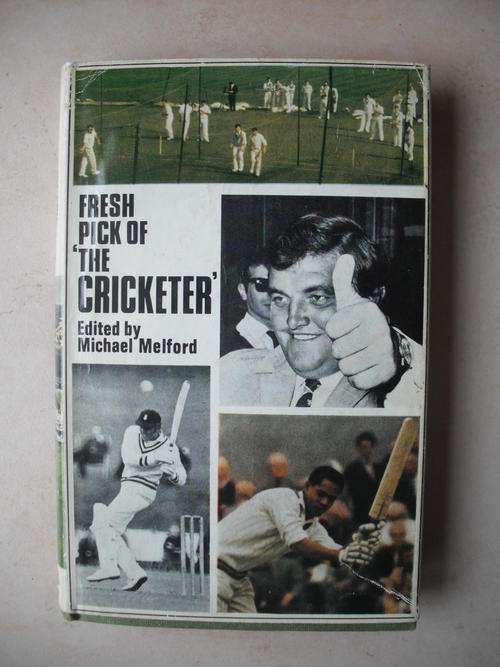 FRESH
PICK OF
'THE
CRICKETER'
Edited by
Michael Melford